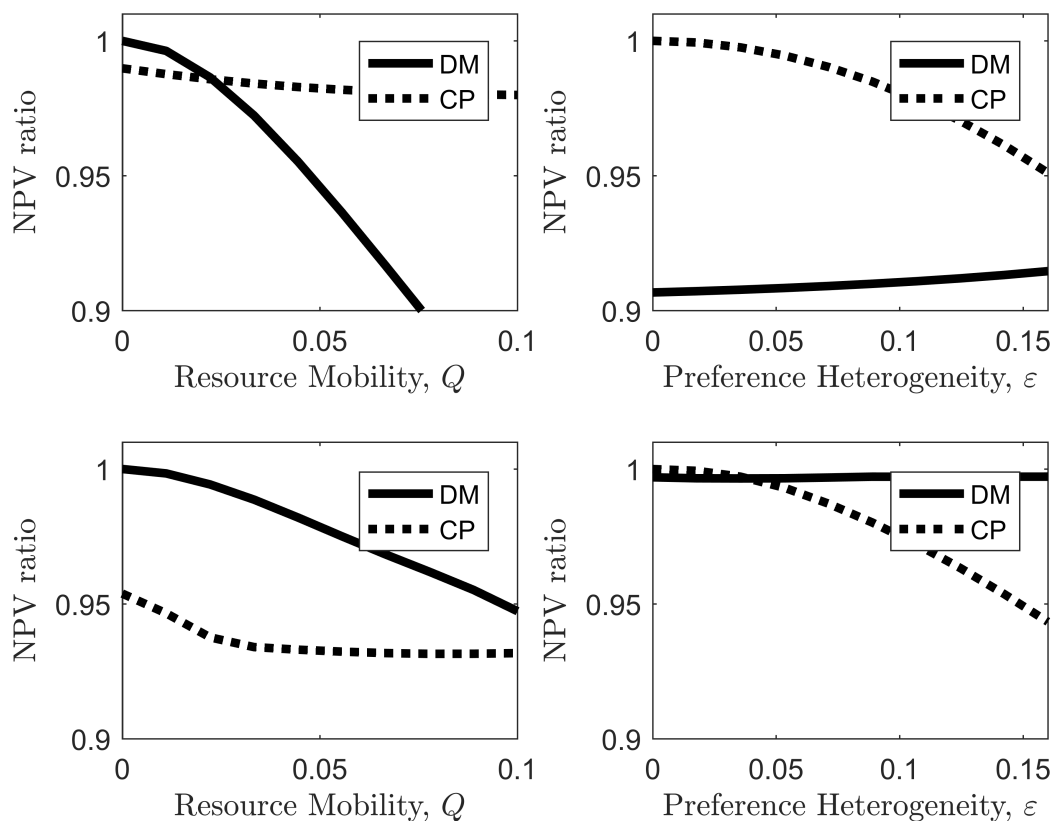 1
0.95
0.9
NPV ratio
DM
CP
0
0.05
0.1
Resource Mobility, Q
1
0.95
0.9
NPV ratio
DM
CP
0
0.05
0.1
0.15
Preference Heterogeneity, ε
1
0.95
0.9
NPV ratio
DM
CP
0
0.05
0.1
Resource Mobility, Q
1
0.95
0.9
NPV ratio
DM
CP
0
0.05
0.1
0.15
Preference Heterogeneity, ε